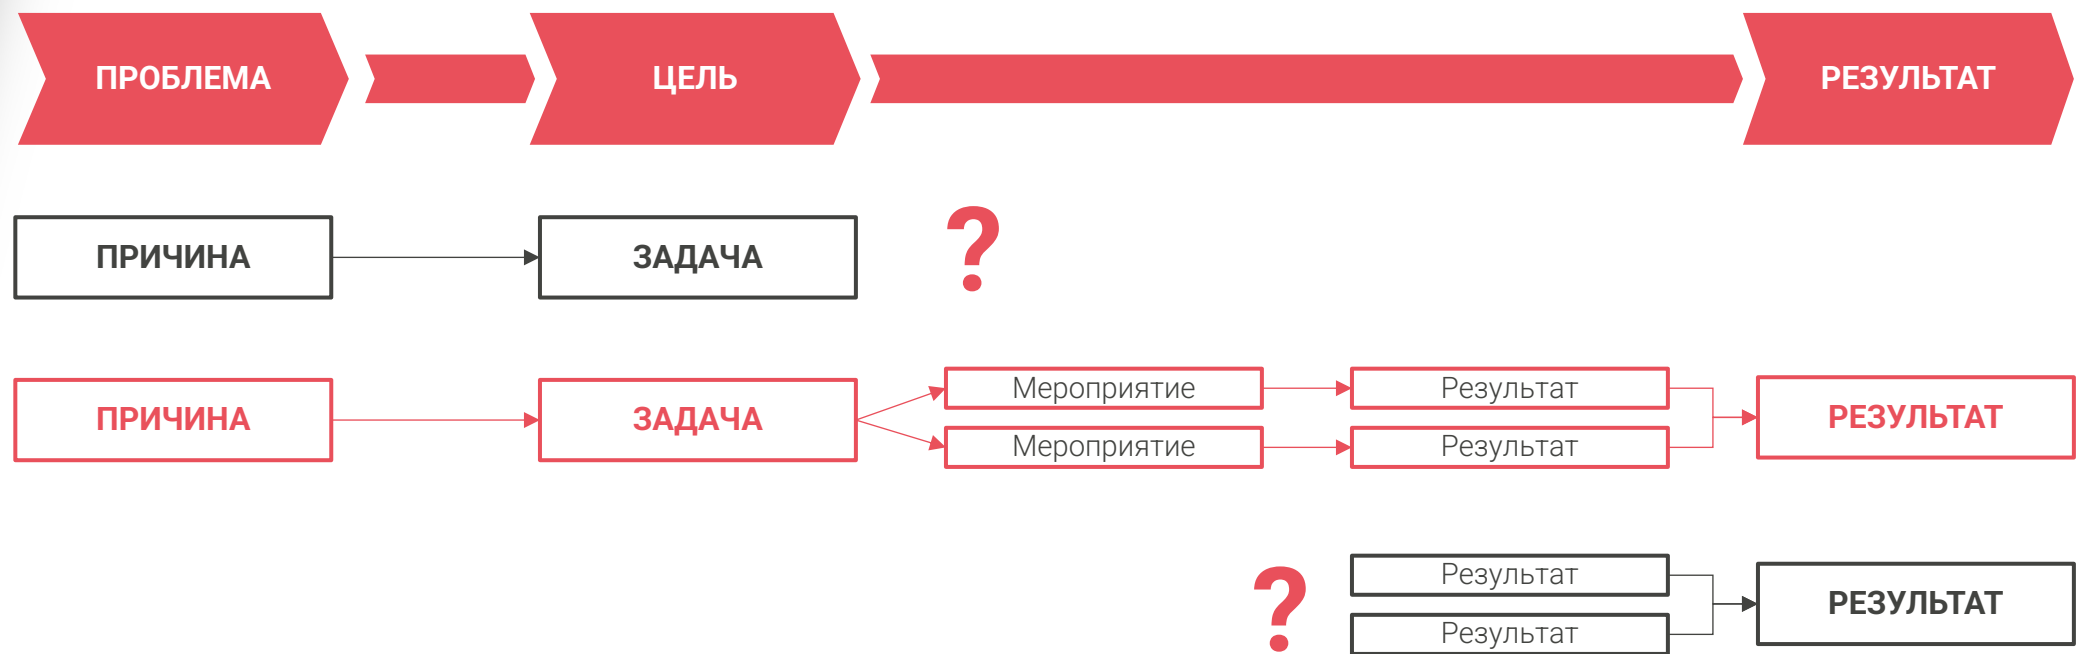 ПРОБЛЕМА
ЦЕЛЬ
РЕЗУЛЬТАТ
ПРИЧИНА
ЗАДАЧА
?
ПРИЧИНА
ЗАДАЧА
Мероприятие
Результат
Мероприятие
Результат
РЕЗУЛЬТАТ
?
Результат
Результат
РЕЗУЛЬТАТ